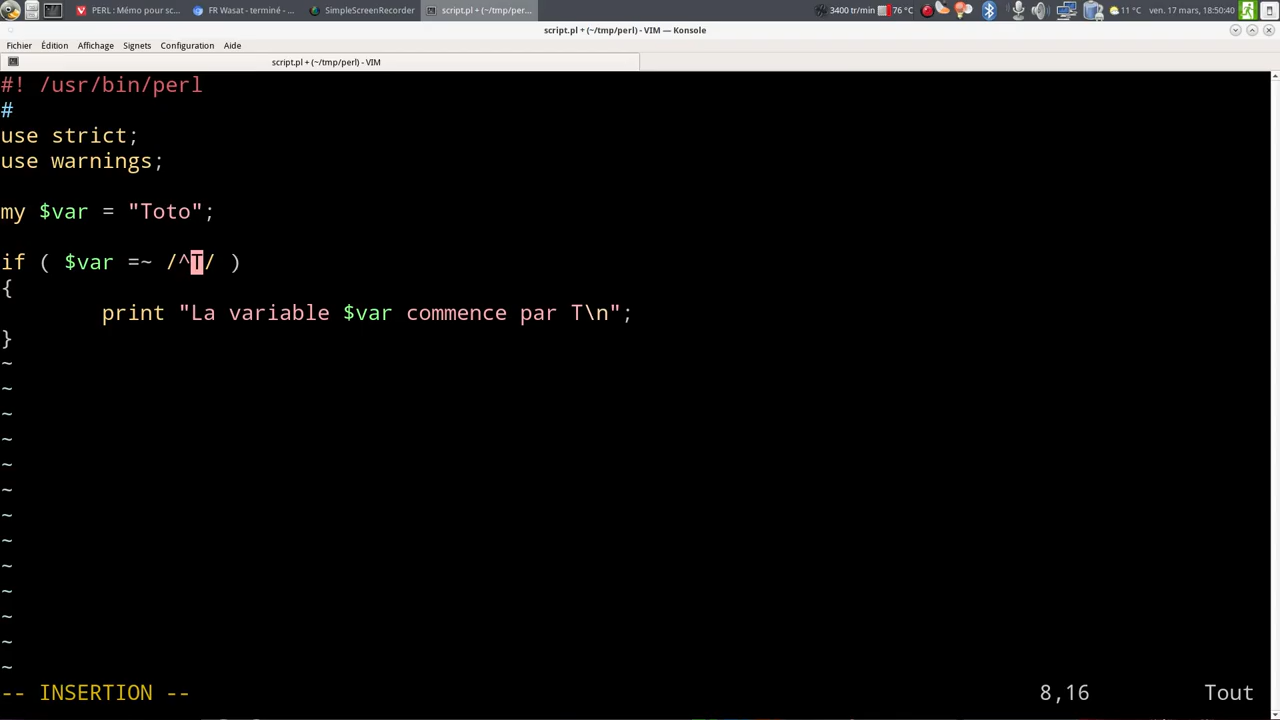 PERL : Mémo pour sc...
FR Wasat - terminé - ...
SimpleScreenRecorder
script.pl + (~/tmp/per...
3400 tr/min
76 °C
11 °C
ven. 17 mars, 18:50:40
script.pl + (~/tmp/perl) - VIM — Konsole
Fichier Édition Affichage Signets Configuration Aide
script.pl + (~/tmp/perl) - VIM
#! /usr/bin/perl
#
use strict;
use warnings;
my $var = "Toto";
if ( $var =~ /^T/ )
{
        print "La variable $var commence par T\n";
}
~
~
~
~
~
~
~
~
~
~
~
~
~
-- INSERTION -- 8,16 Tout